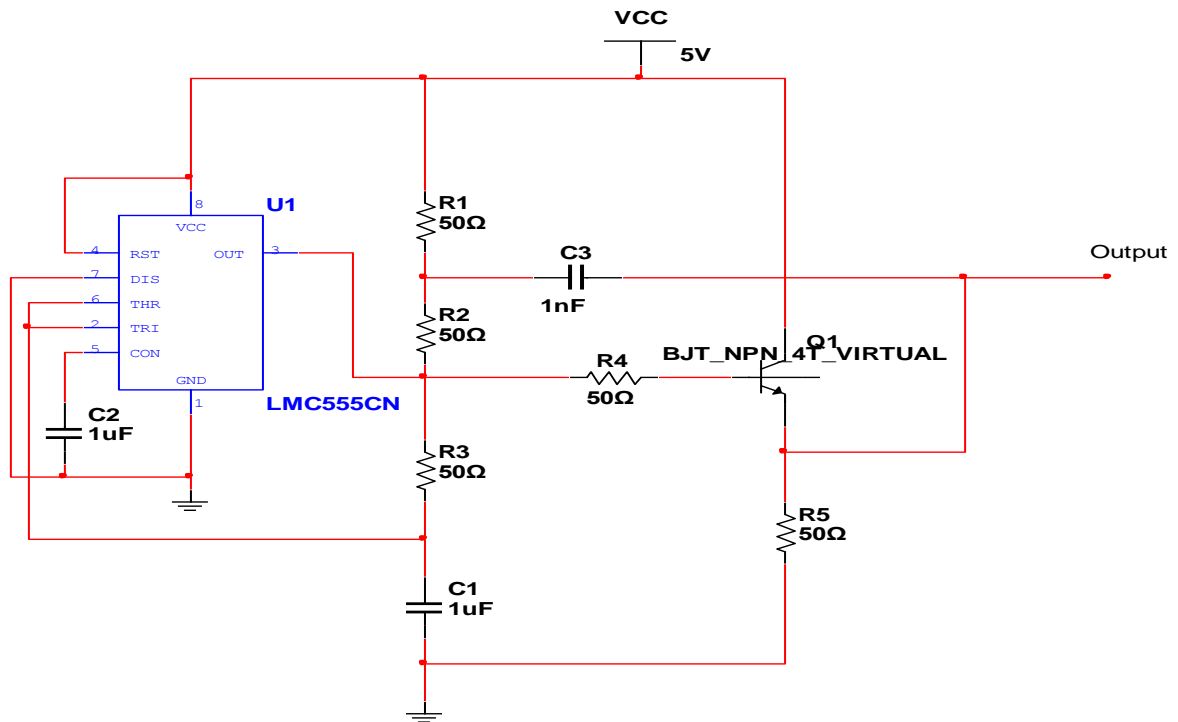 VCC
5V
8
U1
VCC
R1
50Ω
4
RST
OUT
3
C3
Output
7
DIS
6
THR
1nF
R2
50Ω
2
TRI
Q1
BJT_NPN_4T_VIRTUAL
5
CON
R4
50Ω
GND
1
LMC555CN
C2
1uF
R3
50Ω
R5
50Ω
C1
1uF